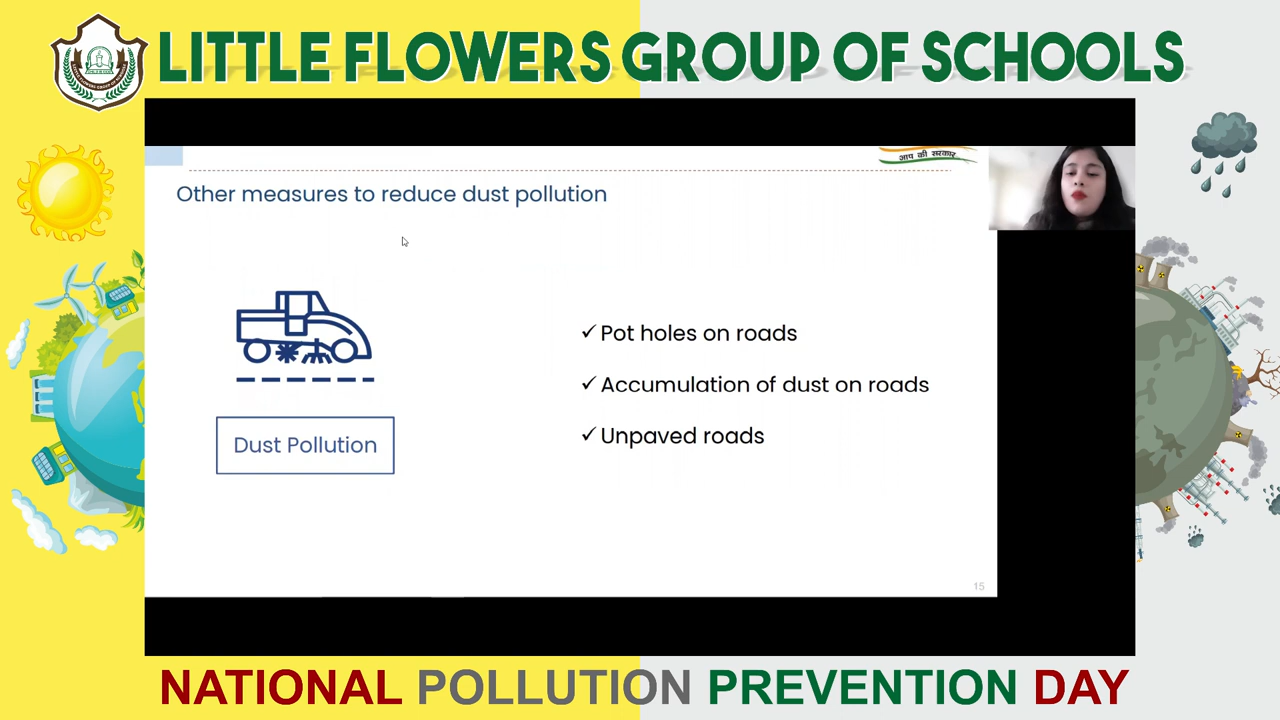 LITTLE FLOWERS GROUP OF SCHOOLS
आप की सरकार
Other measures to reduce dust pollution
✓ Pot holes on roads
✓ Accumulation of dust on roads
✓ Unpaved roads
Dust Pollution
15
NATIONAL POLLUTION PREVENTION DAY